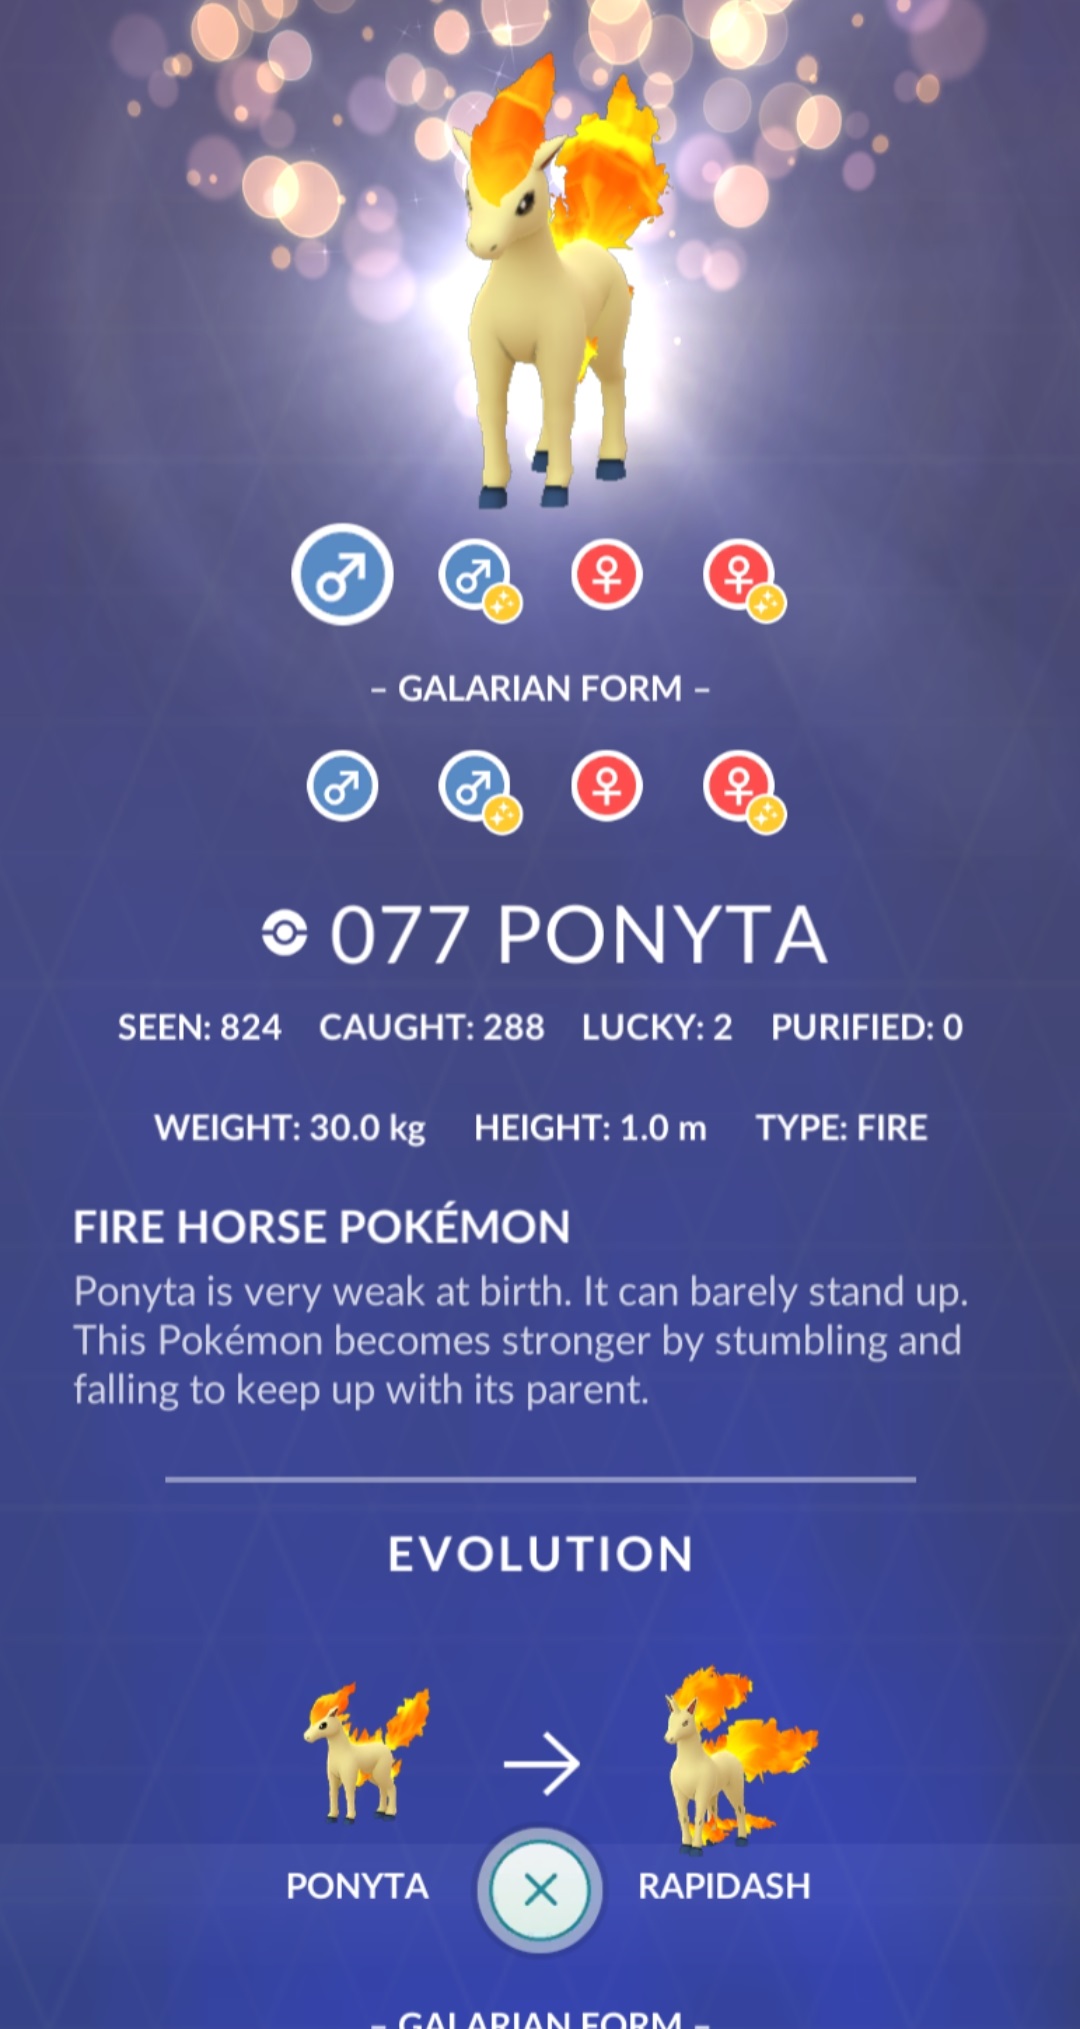 – GALARIAN FORM –
077 PONYTA
SEEN: 824 CAUGHT: 288 LUCKY: 2 PURIFIED: 0
WEIGHT: 30.0 kg HEIGHT: 1.0 m TYPE: FIRE
FIRE HORSE POKÉMON
Ponyta is very weak at birth. It can barely stand up.
This Pokémon becomes stronger by stumbling and
falling to keep up with its parent.
EVOLUTION
PONYTA RAPIDASH
– GALARIAN FORM –